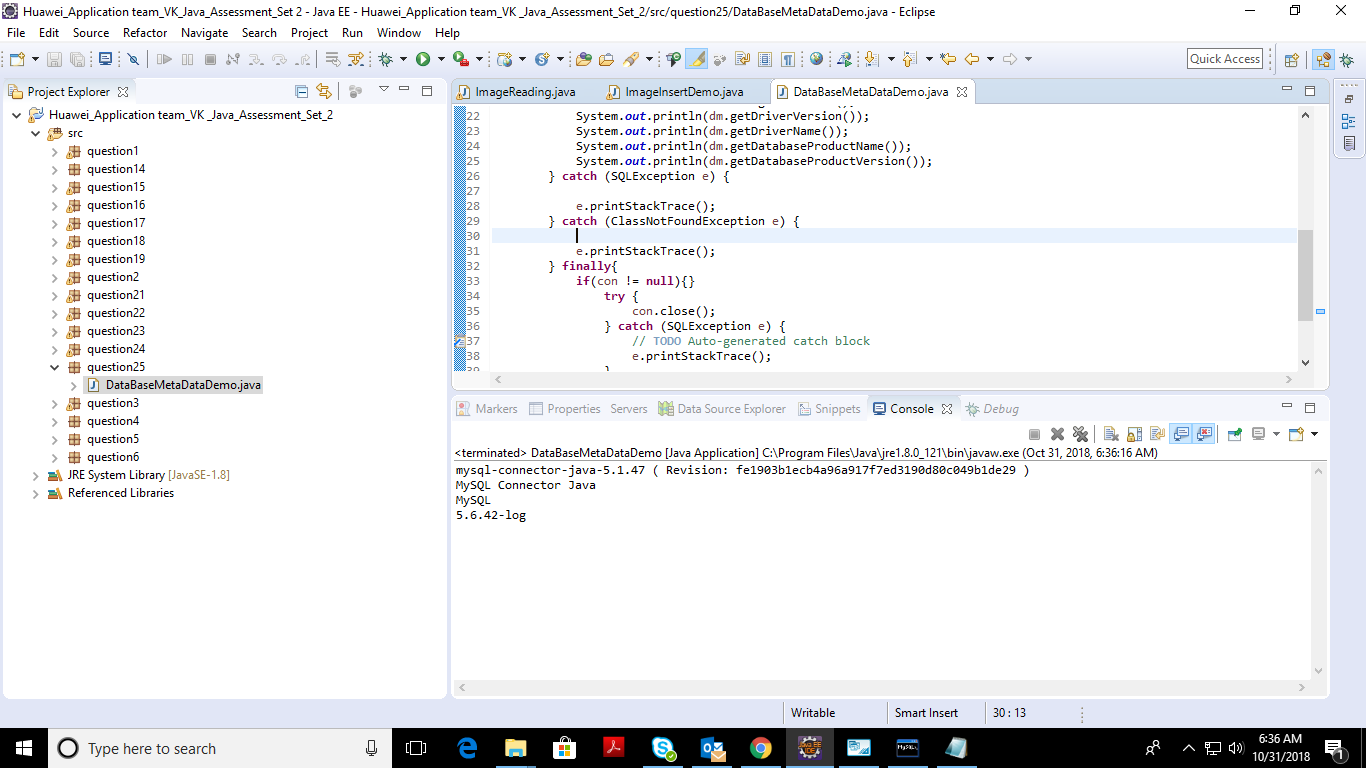 Huawei_Application team_VK_Java_Assessment_Set 2 - Java EE - Huawei_Application team_VK _Java_Assessment_Set_2/src/question25/DataBaseMetaDataDemo.java - Eclipse
File Edit Source Refactor Navigate Search Project Run Window Help
Quick Access
Project Explorer
Huawei_Application team_VK _Java_Assessment_Set_2
src
question1
question14
question15
question16
question17
question18
question19
question2
question21
question22
question23
question24
question25
DataBaseMetaDataDemo.java
question3
question4
question5
question6
JRE System Library [JavaSE-1.8]
Referenced Libraries
ImageReading.java ImageInsertDemo.java DataBaseMetaDataDemo.java
22 System.out.println(dm.getDriverVersion());
23 System.out.println(dm.getDriverName());
24 System.out.println(dm.getDatabaseProductName());
25 System.out.println(dm.getDatabaseProductVersion());
26 } catch (SQLException e) {
27
28 e.printStackTrace();
29 } catch (ClassNotFoundException e) {
30
31 e.printStackTrace();
32 } finally{
33 if(con != null){}
34 try {
35 con.close();
36 } catch (SQLException e) {
37 // TODO Auto-generated catch block
38 e.printStackTrace();
Markers Properties Servers Data Source Explorer Snippets Console Debug
<terminated> DataBaseMetaDataDemo [Java Application] C:\Program Files\Java\jre1.8.0_121\bin\javaw.exe (Oct 31, 2018, 6:36:16 AM)
mysql-connector-java-5.1.47 ( Revision: fe1903b1ecb4a96a917f7ed3190d80c049b1de29 )
MySQL Connector Java
MySQL
5.6.42-log
Writable Smart Insert 30 : 13
Type here to search
6:36 AM
10/31/2018